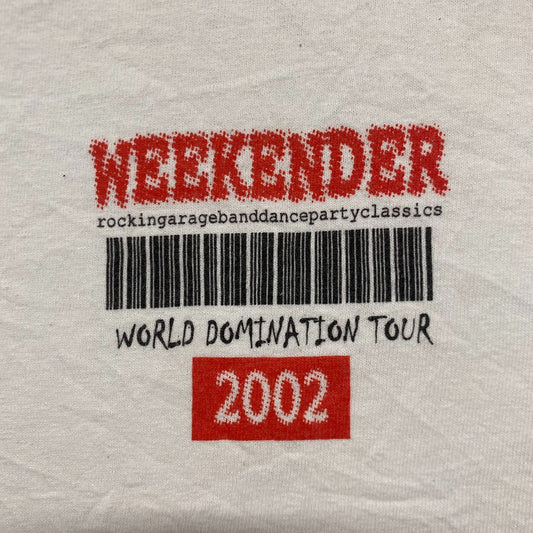 WEEKENDER
rockingaragebanddancepartyclassics
WORLD DOMINATION TOUR
2002